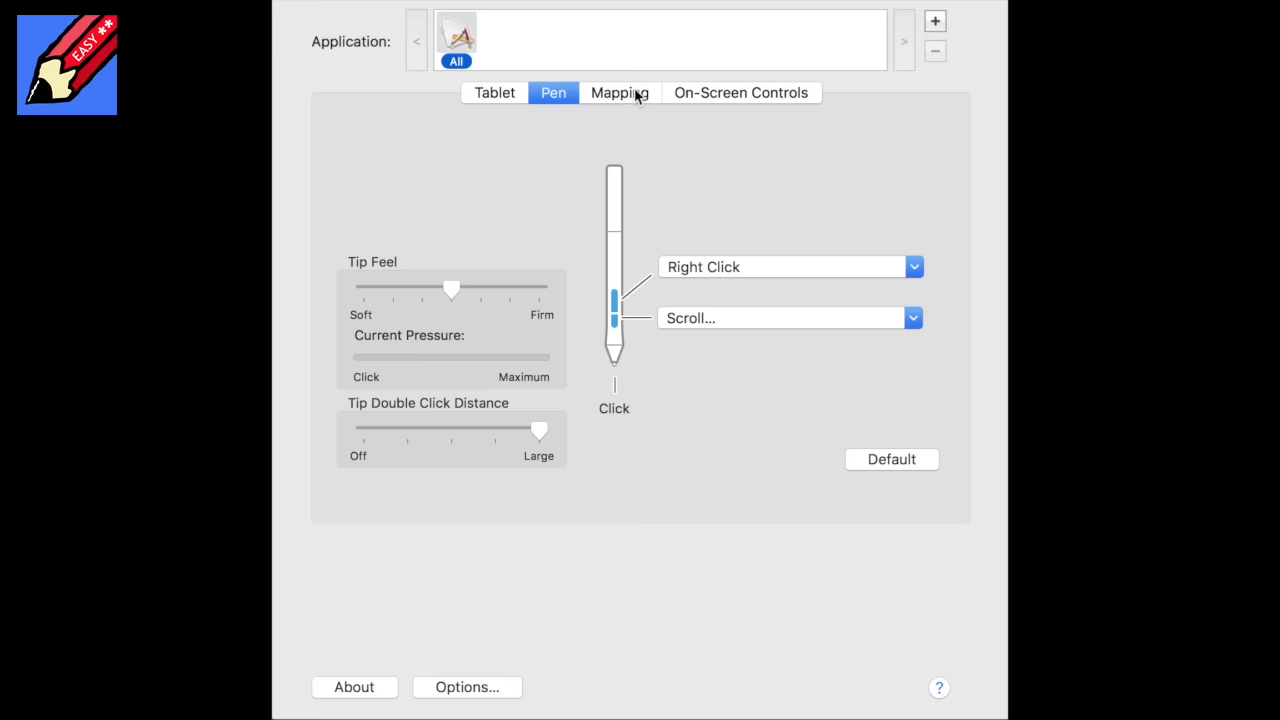 EASY **
Application:
<
All
>
+
−
Tablet
Pen
Mapping
On-Screen Controls
Tip Feel
Soft
Firm
Current Pressure:
Click
Maximum
Tip Double Click Distance
Off
Large
Right Click
Scroll...
Click
Default
About
Options...
?